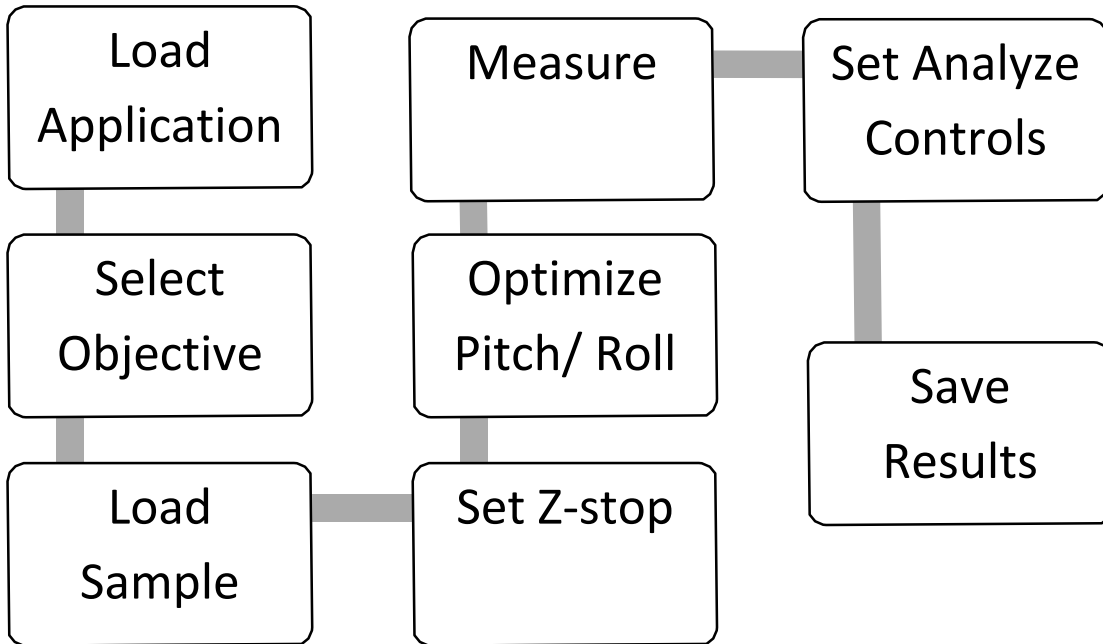 Load
Application
Select
Objective
Load
Sample
Set Z-stop
Optimize
Pitch/ Roll
Measure
Set Analyze
Controls
Save
Results